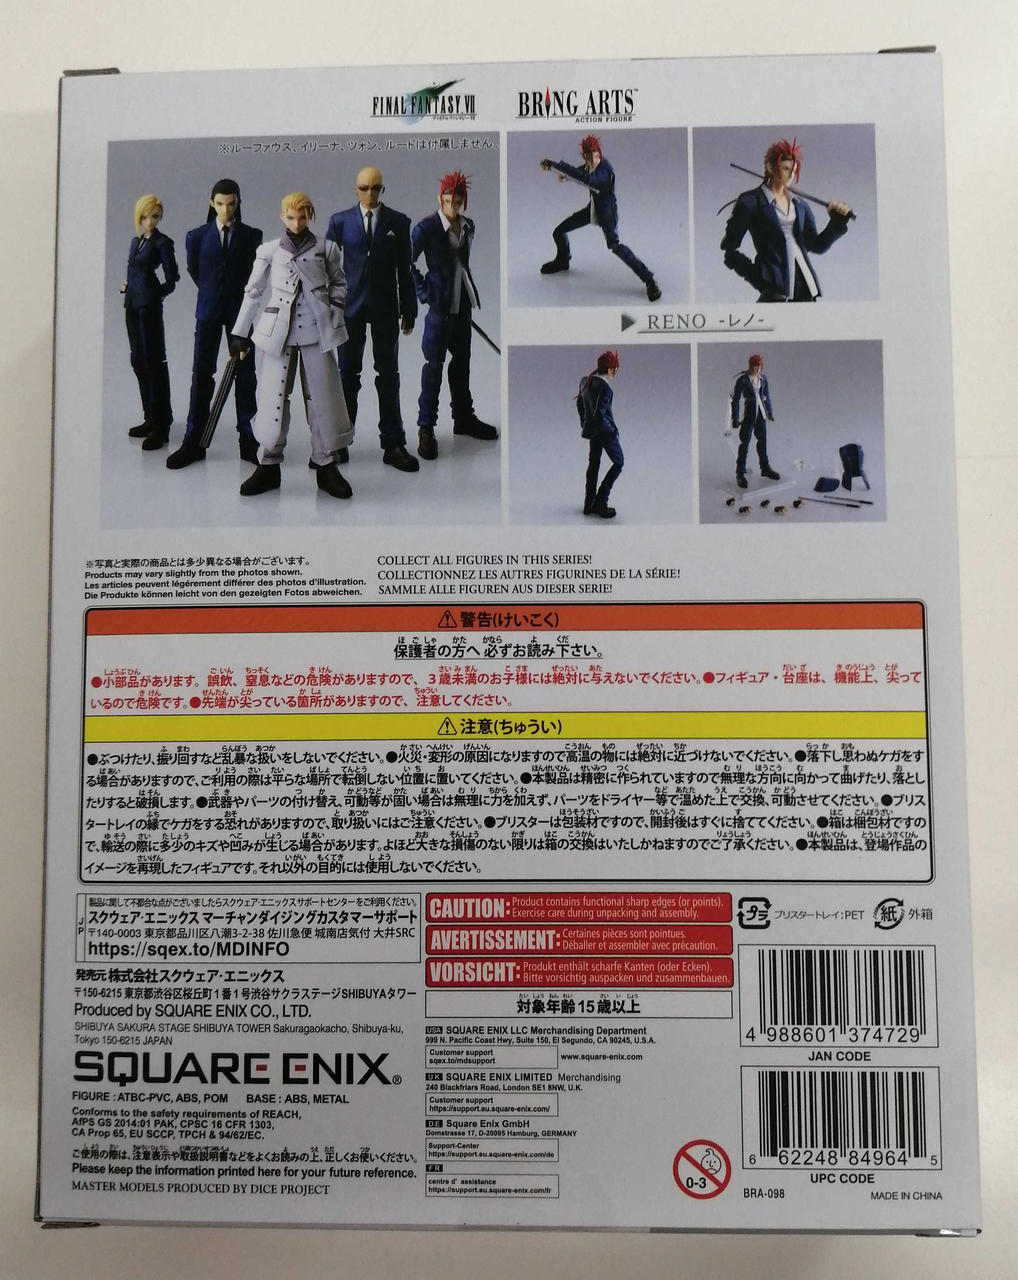 FINAL FANTASY VII
BRING ARTS™
ACTION FIGURE
※ルーファウス、イリーナ、ツォン、ルードは付属しません。
RENO -レノ-
※写真と実際の商品とは多少異なる場合がございます。
Products may vary slightly from the photos shown.
Les articles peuvent légèrement différer des photos d'illustration.
Die Produkte können leicht von den gezeigten Fotos abweichen.
COLLECT ALL FIGURES IN THIS SERIES!
COLLECTIONNEZ LES AUTRES FIGURINES DE LA SÉRIE!
SAMMLE ALLE FIGUREN AUS DIESER SERIE!
⚠警告(けいこく)
保護者の方へ 必ずお読み下さい。
●小部品があります。誤飲、窒息などの危険がありますので、3歳未満のお子様には絶対に与えないでください。●フィギュア・台座は、機能上、尖って
いるので危険です。●先端が尖っている箇所がありますので、注意してください。
⚠注意(ちゅうい)
●ぶつけたり、振り回すなど乱暴な扱いをしないでください。●火災・変形の原因になりますので高温の物には絶対に近づけないでください。●落下し思わぬケガをす
る場合がありますので、ご利用の際は平らな場所で転倒しない位置に置いてください。●本製品は精密に作られていますので無理な方向に向かって曲げたり、落とし
たりすると破損します。●武器やパーツの付け替え、可動等が固い場合は無理に力を加えず、パーツをドライヤー等で温めた上で交換、可動させてください。●ブリス
タートレイの縁でケガをする恐れがありますので、取り扱いにはご注意ください。●ブリスターは包装材ですので、開封後はすぐに捨ててください。●箱は梱包材ですの
で、輸送の際に多少のキズや凹みが生じる場合があります。よほど大きな損傷のない限りは箱の交換はいたしかねますのでご了承ください。●本製品は、登場作品の
イメージを再現したフィギュアです。それ以外の目的には使用しないでください。
JP
製品に関して不都合な点がございましたらスクウェア・エニックスサポートセンターをご利用ください。
スクウェア・エニックス マーチャンダイジングカスタマーサポート
〒140-0003 東京都品川区八潮3-2-38 佐川急便 城南店気付 大井SRC
https://sqex.to/MDINFO
発売元 株式会社スクウェア・エニックス
〒150-6215 東京都渋谷区桜丘町1番1号渋谷サクラステージSHIBUYAタワー
Produced by SQUARE ENIX CO., LTD.
SHIBUYA SAKURA STAGE SHIBUYA TOWER Sakuragaokacho, Shibuya-ku,
Tokyo 150-6215 JAPAN
SQUARE ENIX®
FIGURE : ATBC-PVC, ABS, POM BASE : ABS, METAL
Conforms to the safety requirements of REACH,
AfPS GS 2014:01 PAK, CPSC 16 CFR 1303,
CA Prop 65, EU SCCP, TPCH & 94/62/EC.
ご使用の際は、注意表示や取扱説明書などをよくお読みの上、正しくお使いください。
Please keep the information printed here for your future reference.
MASTER MODELS PRODUCED BY DICE PROJECT
CAUTION: Product contains functional sharp edges (or points).
Exercise care during unpacking and assembly.
AVERTISSEMENT: Certaines pièces sont pointues.
Déballer et assembler avec précaution.
VORSICHT: Produkt enthält scharfe Kanten (oder Ecken).
Bitte vorsichtig auspacken und zusammenbauen
対象年齢15歳以上
USA SQUARE ENIX LLC Merchandising Department
999 N. Pacific Coast Hwy, Suite 150, El Segundo, CA 90245, U.S.A.
Customer support
sqex.to/mdsupport
www.square-enix.com
UK SQUARE ENIX LIMITED Merchandising
240 Blackfriars Road, London SE1 8NW, U.K.
Customer support
https://support.eu.square-enix.com/
DE Square Enix GmbH
Domstrasse 17, D-20095 Hamburg, GERMANY
Support-Center
https://support.eu.square-enix.com/de
FR
centre d' assistance
https://support.eu.square-enix.com/fr
プラ
ブリスタートレイ:PET
紙
外箱
4 988601 374729
JAN CODE
6 62248 84964 5
UPC CODE
0-3
BRA-098
MADE IN CHINA